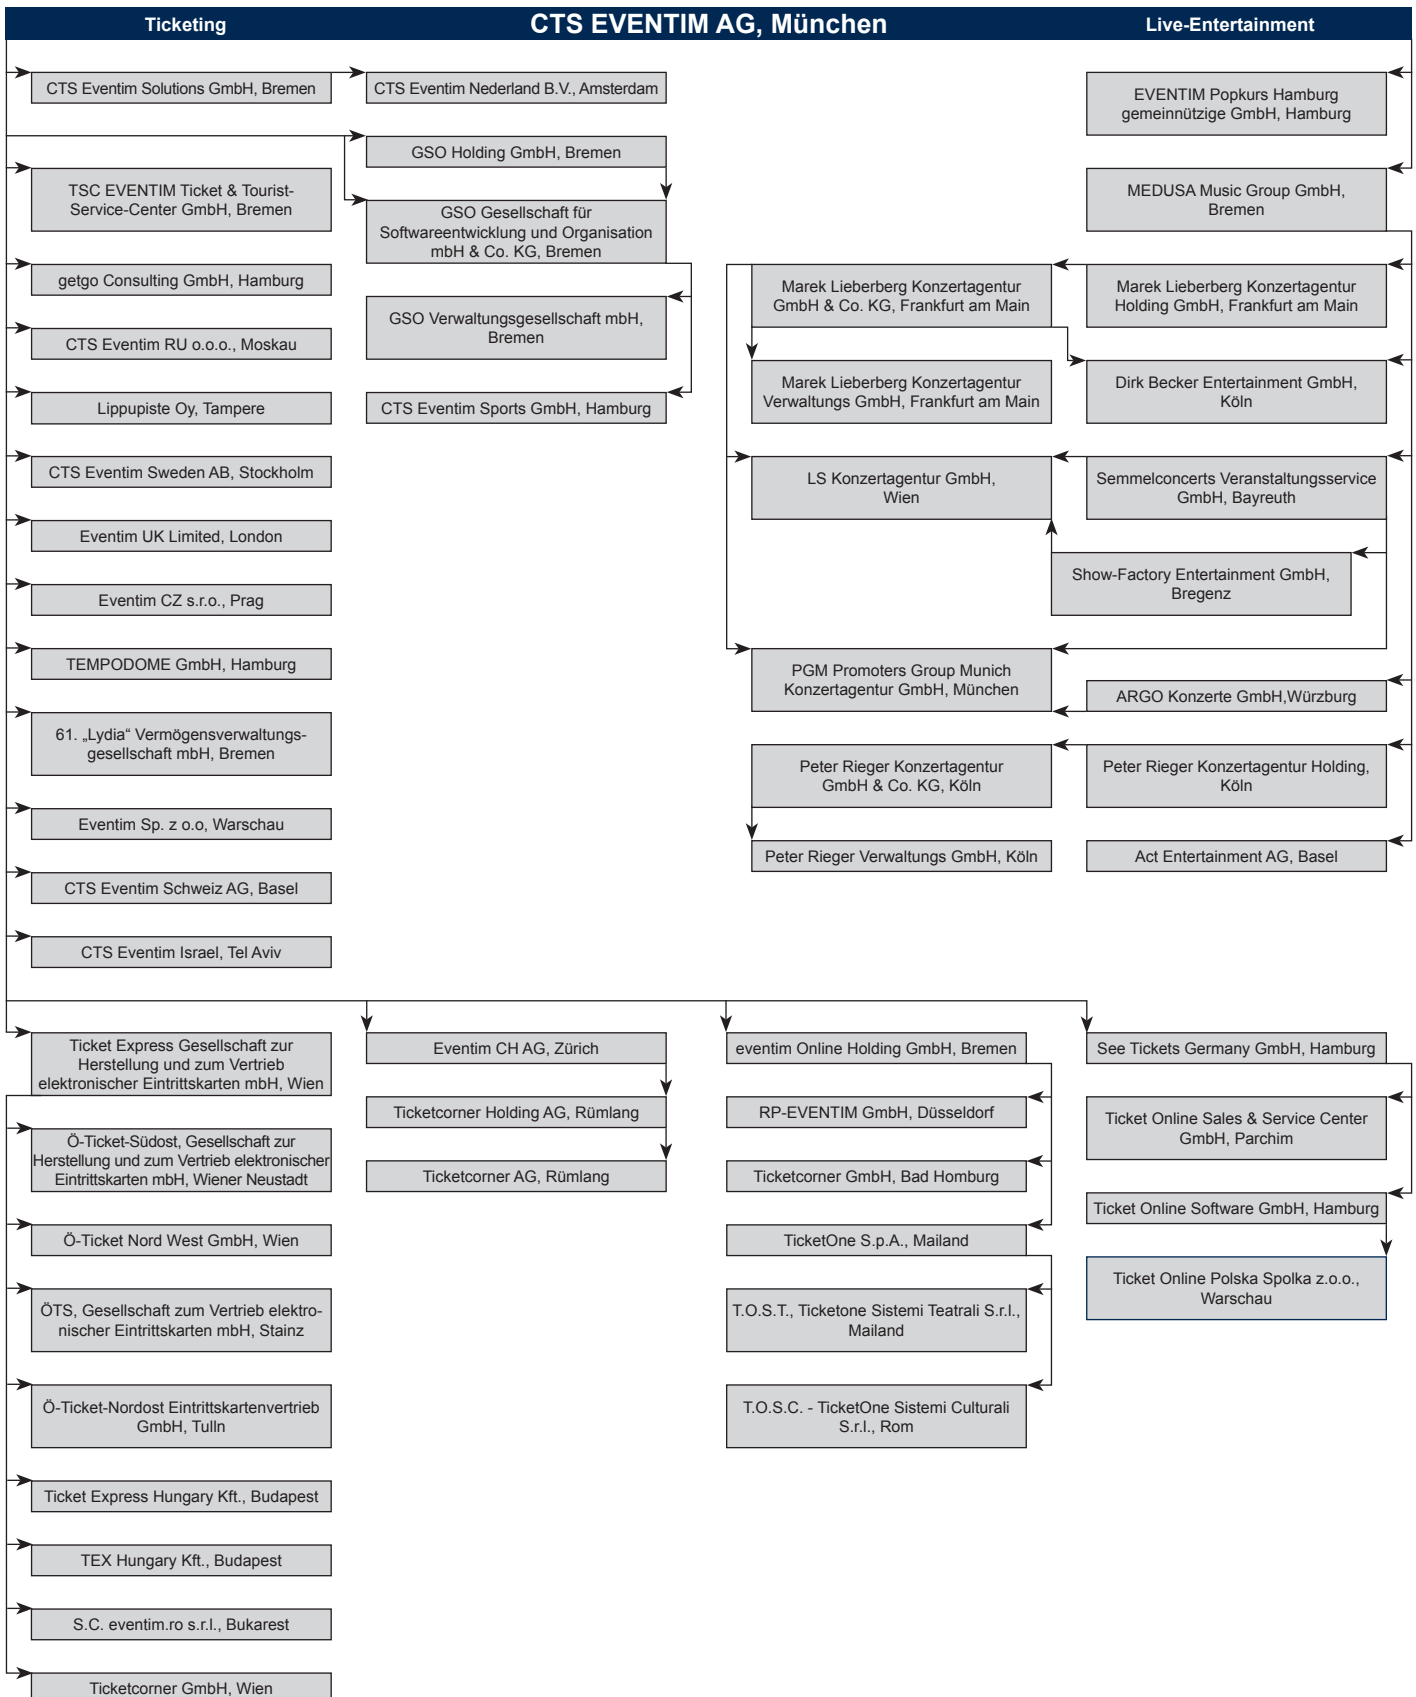 Ticketing
CTS EVENTIM AG, München
Live-Entertainment
CTS Eventim Solutions GmbH, Bremen
CTS Eventim Nederland B.V., Amsterdam
EVENTIM Popkurs Hamburg
gemeinnützige GmbH, Hamburg
GSO Holding GmbH, Bremen
TSC EVENTIM Ticket & Tourist-
Service-Center GmbH, Bremen
MEDUSA Music Group GmbH,
Bremen
GSO Gesellschaft für
Softwareentwicklung und Organisation
mbH & Co. KG, Bremen
getgo Consulting GmbH, Hamburg
Marek Lieberberg Konzertagentur
GmbH & Co. KG, Frankfurt am Main
Marek Lieberberg Konzertagentur
Holding GmbH, Frankfurt am Main
GSO Verwaltungsgesellschaft mbH,
Bremen
CTS Eventim RU o.o.o., Moskau
Marek Lieberberg Konzertagentur
Verwaltungs GmbH, Frankfurt am Main
Dirk Becker Entertainment GmbH,
Köln
Lippupiste Oy, Tampere
CTS Eventim Sports GmbH, Hamburg
CTS Eventim Sweden AB, Stockholm
LS Konzertagentur GmbH,
Wien
Semmelconcerts Veranstaltungsservice
GmbH, Bayreuth
Eventim UK Limited, London
Show-Factory Entertainment GmbH,
Bregenz
Eventim CZ s.r.o., Prag
TEMPODOME GmbH, Hamburg
PGM Promoters Group Munich
Konzertagentur GmbH, München
ARGO Konzerte GmbH,Würzburg
61. „Lydia“ Vermögensverwaltungs-
gesellschaft mbH, Bremen
Peter Rieger Konzertagentur
GmbH & Co. KG, Köln
Peter Rieger Konzertagentur Holding,
Köln
Eventim Sp. z o.o, Warschau
Peter Rieger Verwaltungs GmbH, Köln
Act Entertainment AG, Basel
CTS Eventim Schweiz AG, Basel
CTS Eventim Israel, Tel Aviv
Ticket Express Gesellschaft zur
Herstellung und zum Vertrieb
elektronischer Eintrittskarten mbH, Wien
Eventim CH AG, Zürich
eventim Online Holding GmbH, Bremen
See Tickets Germany GmbH, Hamburg
Ticketcorner Holding AG, Rümlang
RP-EVENTIM GmbH, Düsseldorf
Ticket Online Sales & Service Center
GmbH, Parchim
Ö-Ticket-Südost, Gesellschaft zur
Herstellung und zum Vertrieb elektronischer
Eintrittskarten mbH, Wiener Neustadt
Ticketcorner AG, Rümlang
Ticketcorner GmbH, Bad Homburg
Ticket Online Software GmbH, Hamburg
Ö-Ticket Nord West GmbH, Wien
TicketOne S.p.A., Mailand
Ticket Online Polska Spolka z.o.o.,
Warschau
ÖTS, Gesellschaft zum Vertrieb elektro-
nischer Eintrittskarten mbH, Stainz
T.O.S.T., Ticketone Sistemi Teatrali S.r.l.,
Mailand
Ö-Ticket-Nordost Eintrittskartenvertrieb
GmbH, Tulln
T.O.S.C. - TicketOne Sistemi Culturali
S.r.l., Rom
Ticket Express Hungary Kft., Budapest
TEX Hungary Kft., Budapest
S.C. eventim.ro s.r.l., Bukarest
Ticketcorner GmbH, Wien